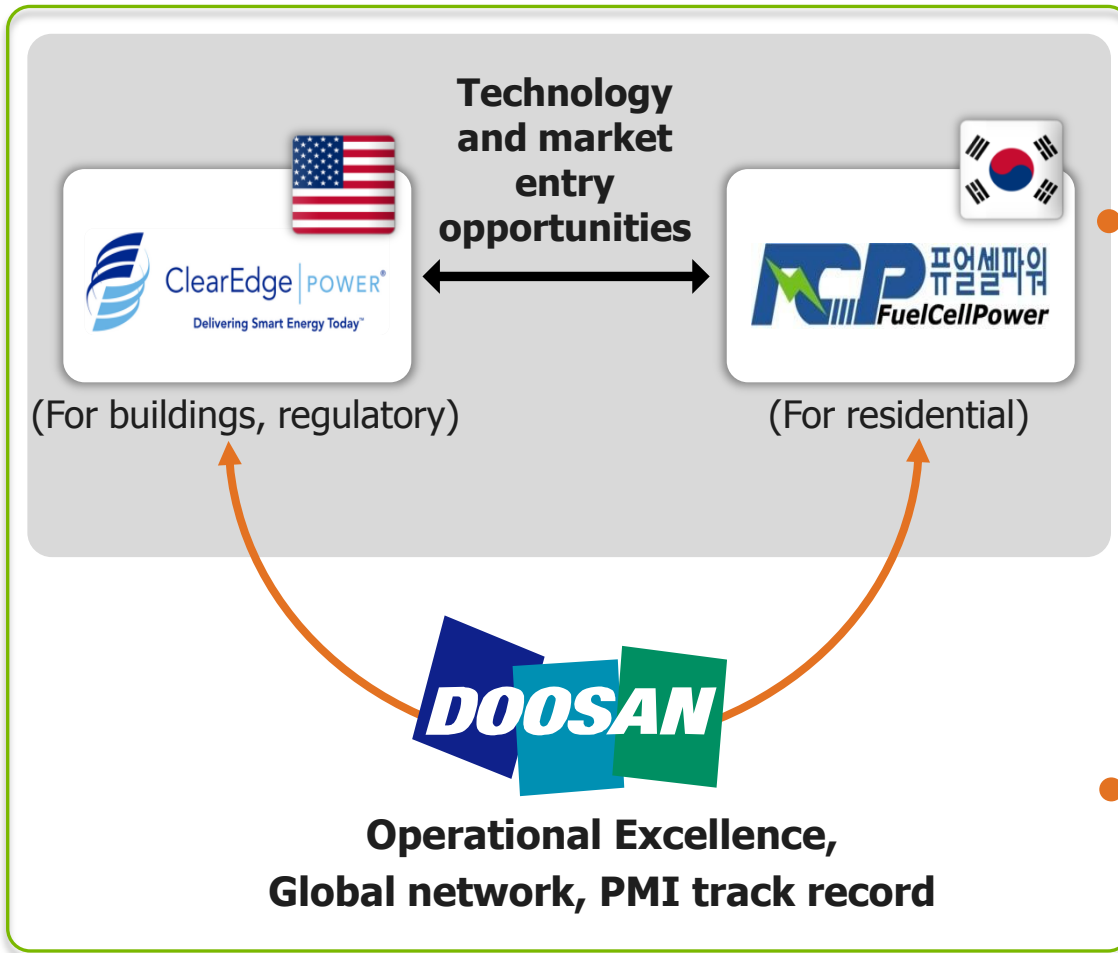 Technology
and market
entry
opportunities
ClearEdge | POWER®
Delivering Smart Energy Today™
FCP 퓨얼셀파워
FuelCellPower
(For buildings, regulatory)
(For residential)
DOOSAN
Operational Excellence,
Global network, PMI track record